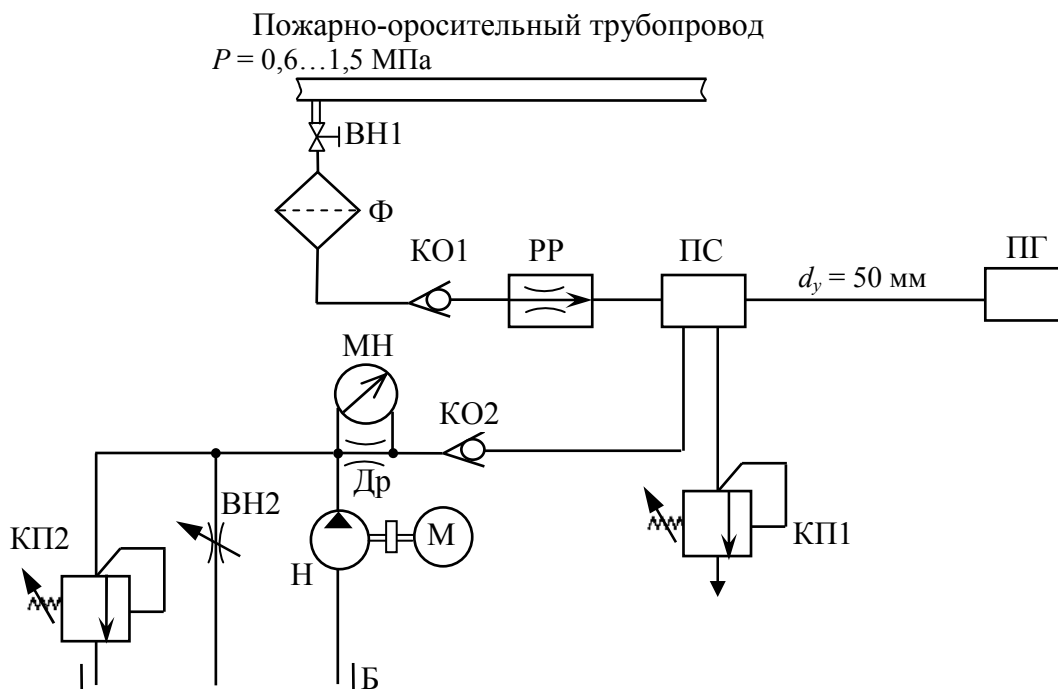 Пожарно-оросительный трубопровод
P = 0,6…1,5 МПа
ВН1
Ф
КО1
РР
ПС
ПГ
d_y = 50 мм
МН
КО2
Др
ВН2
КП2
М
Н
КП1
Б